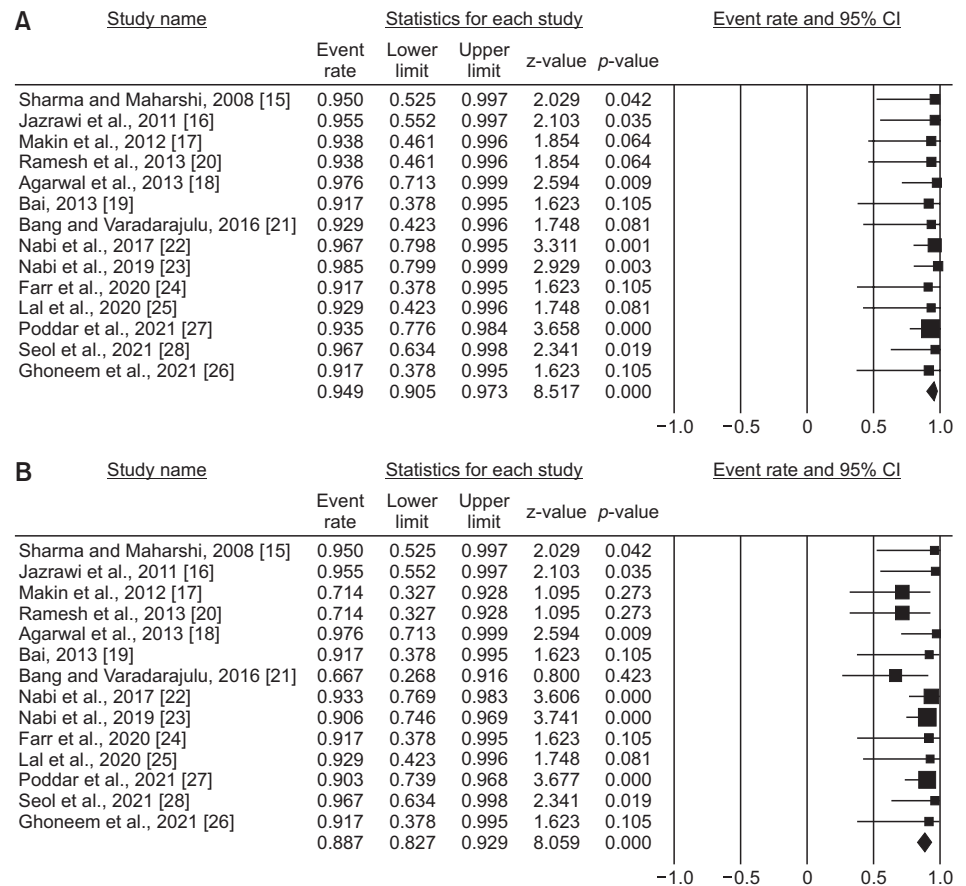 A Study name Statistics for each study Event rate and 95% CI
Event rate Lower limit Upper limit z-value p-value
Sharma and Maharshi, 2008 [15] 0.950 0.525 0.997 2.029 0.042
Jazrawi et al., 2011 [16] 0.955 0.552 0.997 2.103 0.035
Makin et al., 2012 [17] 0.938 0.461 0.996 1.854 0.064
Ramesh et al., 2013 [20] 0.938 0.461 0.996 1.854 0.064
Agarwal et al., 2013 [18] 0.976 0.713 0.999 2.594 0.009
Bai, 2013 [19] 0.917 0.378 0.995 1.623 0.105
Bang and Varadarajulu, 2016 [21] 0.929 0.423 0.996 1.748 0.081
Nabi et al., 2017 [22] 0.967 0.798 0.995 3.311 0.001
Nabi et al., 2019 [23] 0.985 0.799 0.999 2.929 0.003
Farr et al., 2020 [24] 0.917 0.378 0.995 1.623 0.105
Lal et al., 2020 [25] 0.929 0.423 0.996 1.748 0.081
Poddar et al., 2021 [27] 0.935 0.776 0.984 3.658 0.000
Seol et al., 2021 [28] 0.967 0.634 0.998 2.341 0.019
Ghoneem et al., 2021 [26] 0.917 0.378 0.995 1.623 0.105
0.949 0.905 0.973 8.517 0.000
−1.0 −0.5 0 0.5 1.0
B Study name Statistics for each study Event rate and 95% CI
Event rate Lower limit Upper limit z-value p-value
Sharma and Maharshi, 2008 [15] 0.950 0.525 0.997 2.029 0.042
Jazrawi et al., 2011 [16] 0.955 0.552 0.997 2.103 0.035
Makin et al., 2012 [17] 0.714 0.327 0.928 1.095 0.273
Ramesh et al., 2013 [20] 0.714 0.327 0.928 1.095 0.273
Agarwal et al., 2013 [18] 0.976 0.713 0.999 2.594 0.009
Bai, 2013 [19] 0.917 0.378 0.995 1.623 0.105
Bang and Varadarajulu, 2016 [21] 0.667 0.268 0.916 0.800 0.423
Nabi et al., 2017 [22] 0.933 0.769 0.983 3.606 0.000
Nabi et al., 2019 [23] 0.906 0.746 0.969 3.741 0.000
Farr et al., 2020 [24] 0.917 0.378 0.995 1.623 0.105
Lal et al., 2020 [25] 0.929 0.423 0.996 1.748 0.081
Poddar et al., 2021 [27] 0.903 0.739 0.968 3.677 0.000
Seol et al., 2021 [28] 0.967 0.634 0.998 2.341 0.019
Ghoneem et al., 2021 [26] 0.917 0.378 0.995 1.623 0.105
0.887 0.827 0.929 8.059 0.000
−1.0 −0.5 0 0.5 1.0